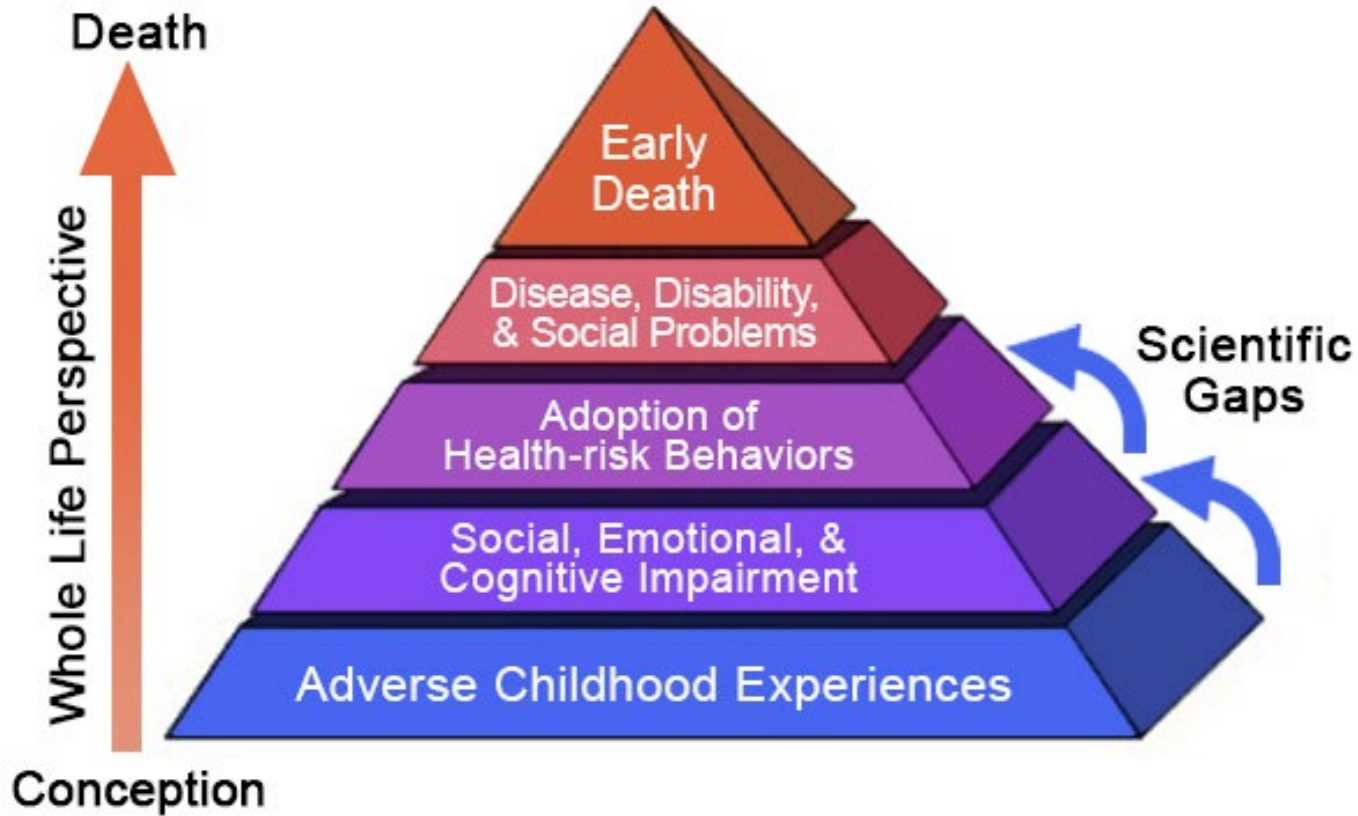 Death
Whole Life Perspective
Conception
Early
Death
Disease, Disability,
& Social Problems
Adoption of
Health-risk Behaviors
Social, Emotional, &
Cognitive Impairment
Adverse Childhood Experiences
Scientific
Gaps